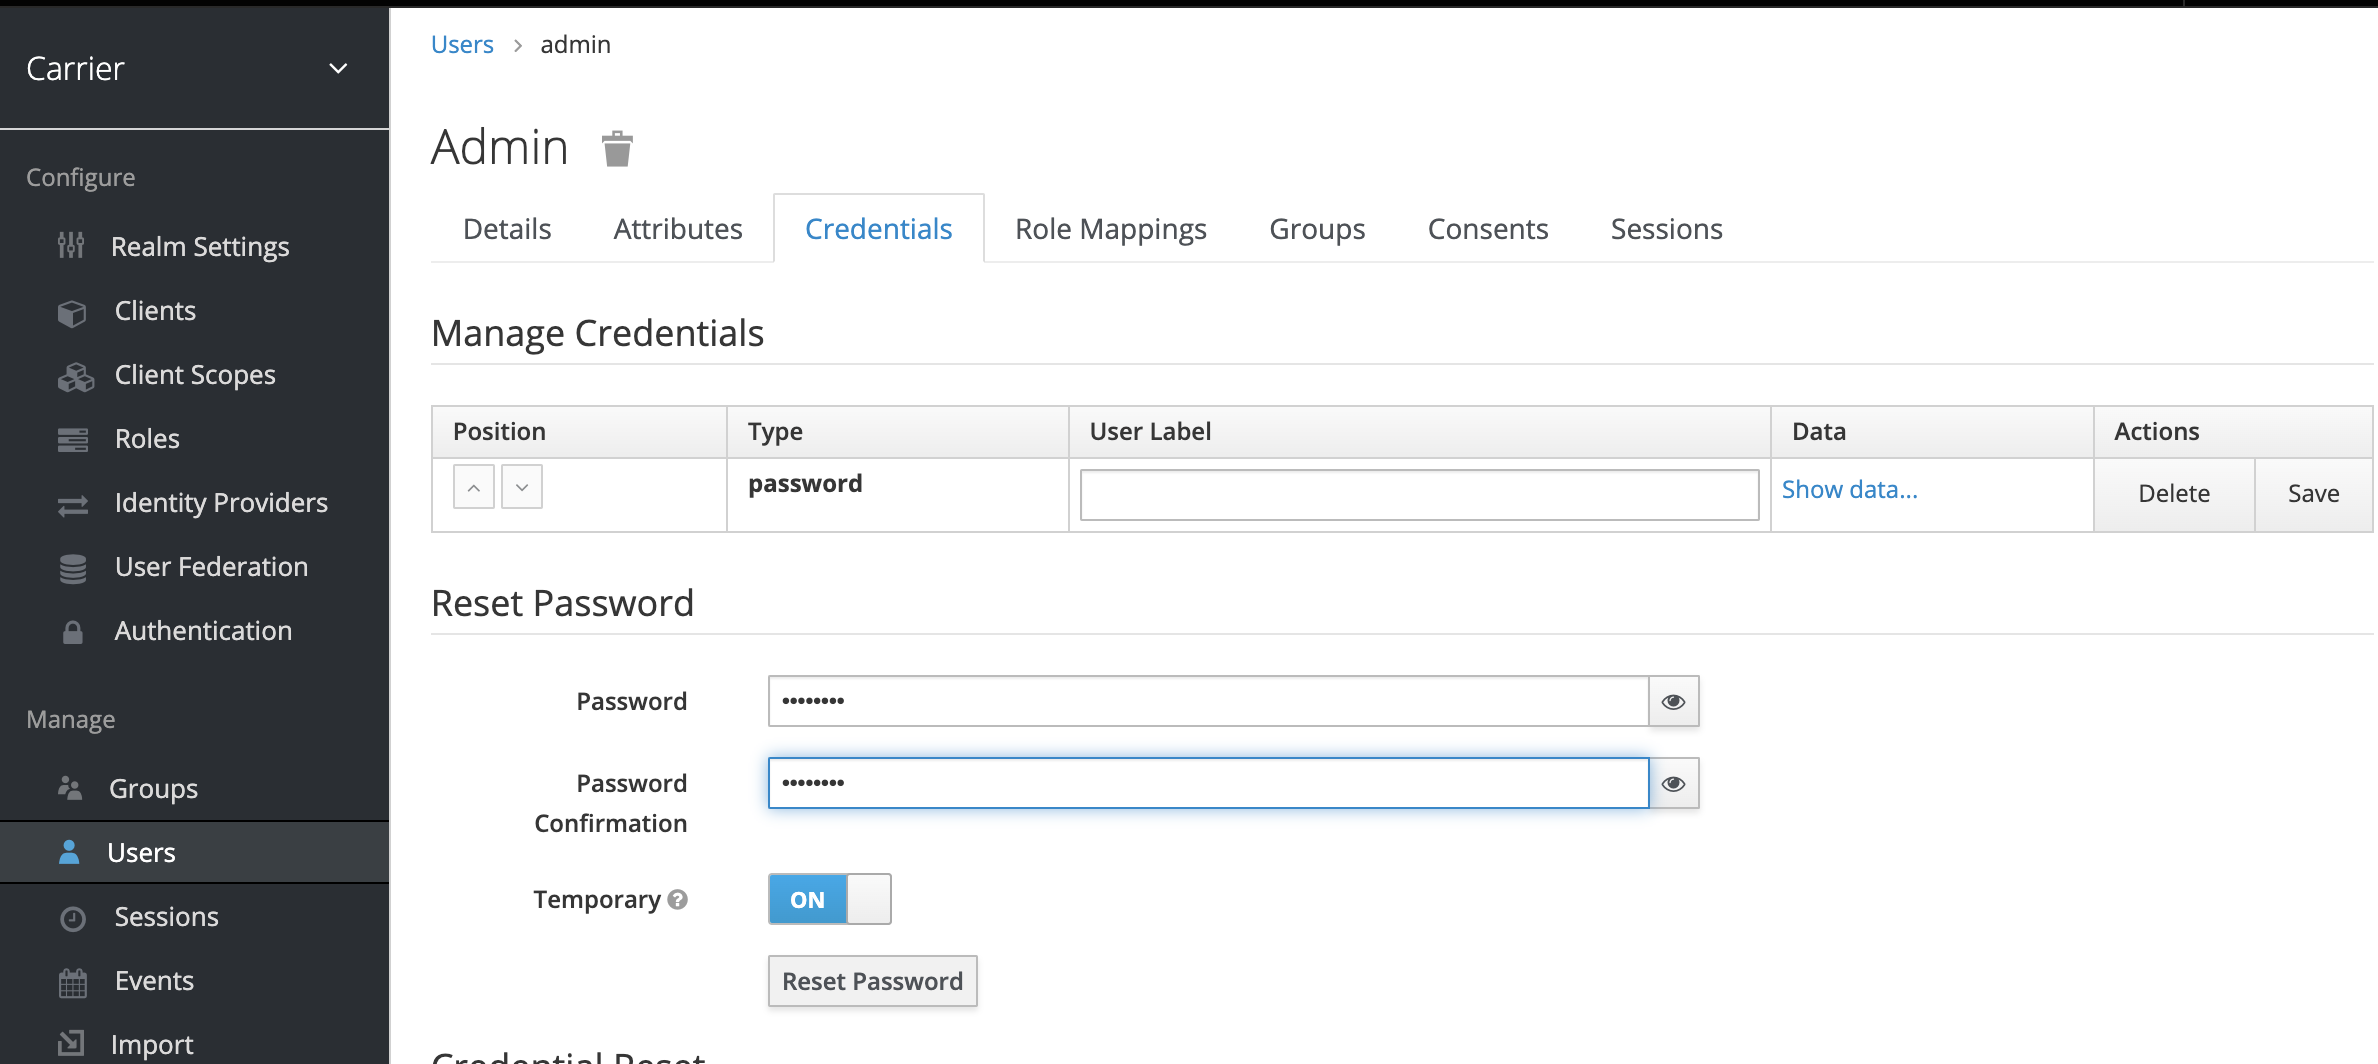 Carrier
Configure
Realm Settings
Clients
Client Scopes
Roles
Identity Providers
User Federation
Authentication
Manage
Groups
Users
Sessions
Events
Import
Users > admin
Admin
Details Attributes Credentials Role Mappings Groups Consents Sessions
Manage Credentials
Position Type User Label Data Actions
password Show data... Delete Save
Reset Password
Password ••••••••
Password
Confirmation ••••••••
Temporary ? ON
Reset Password
Credential Reset